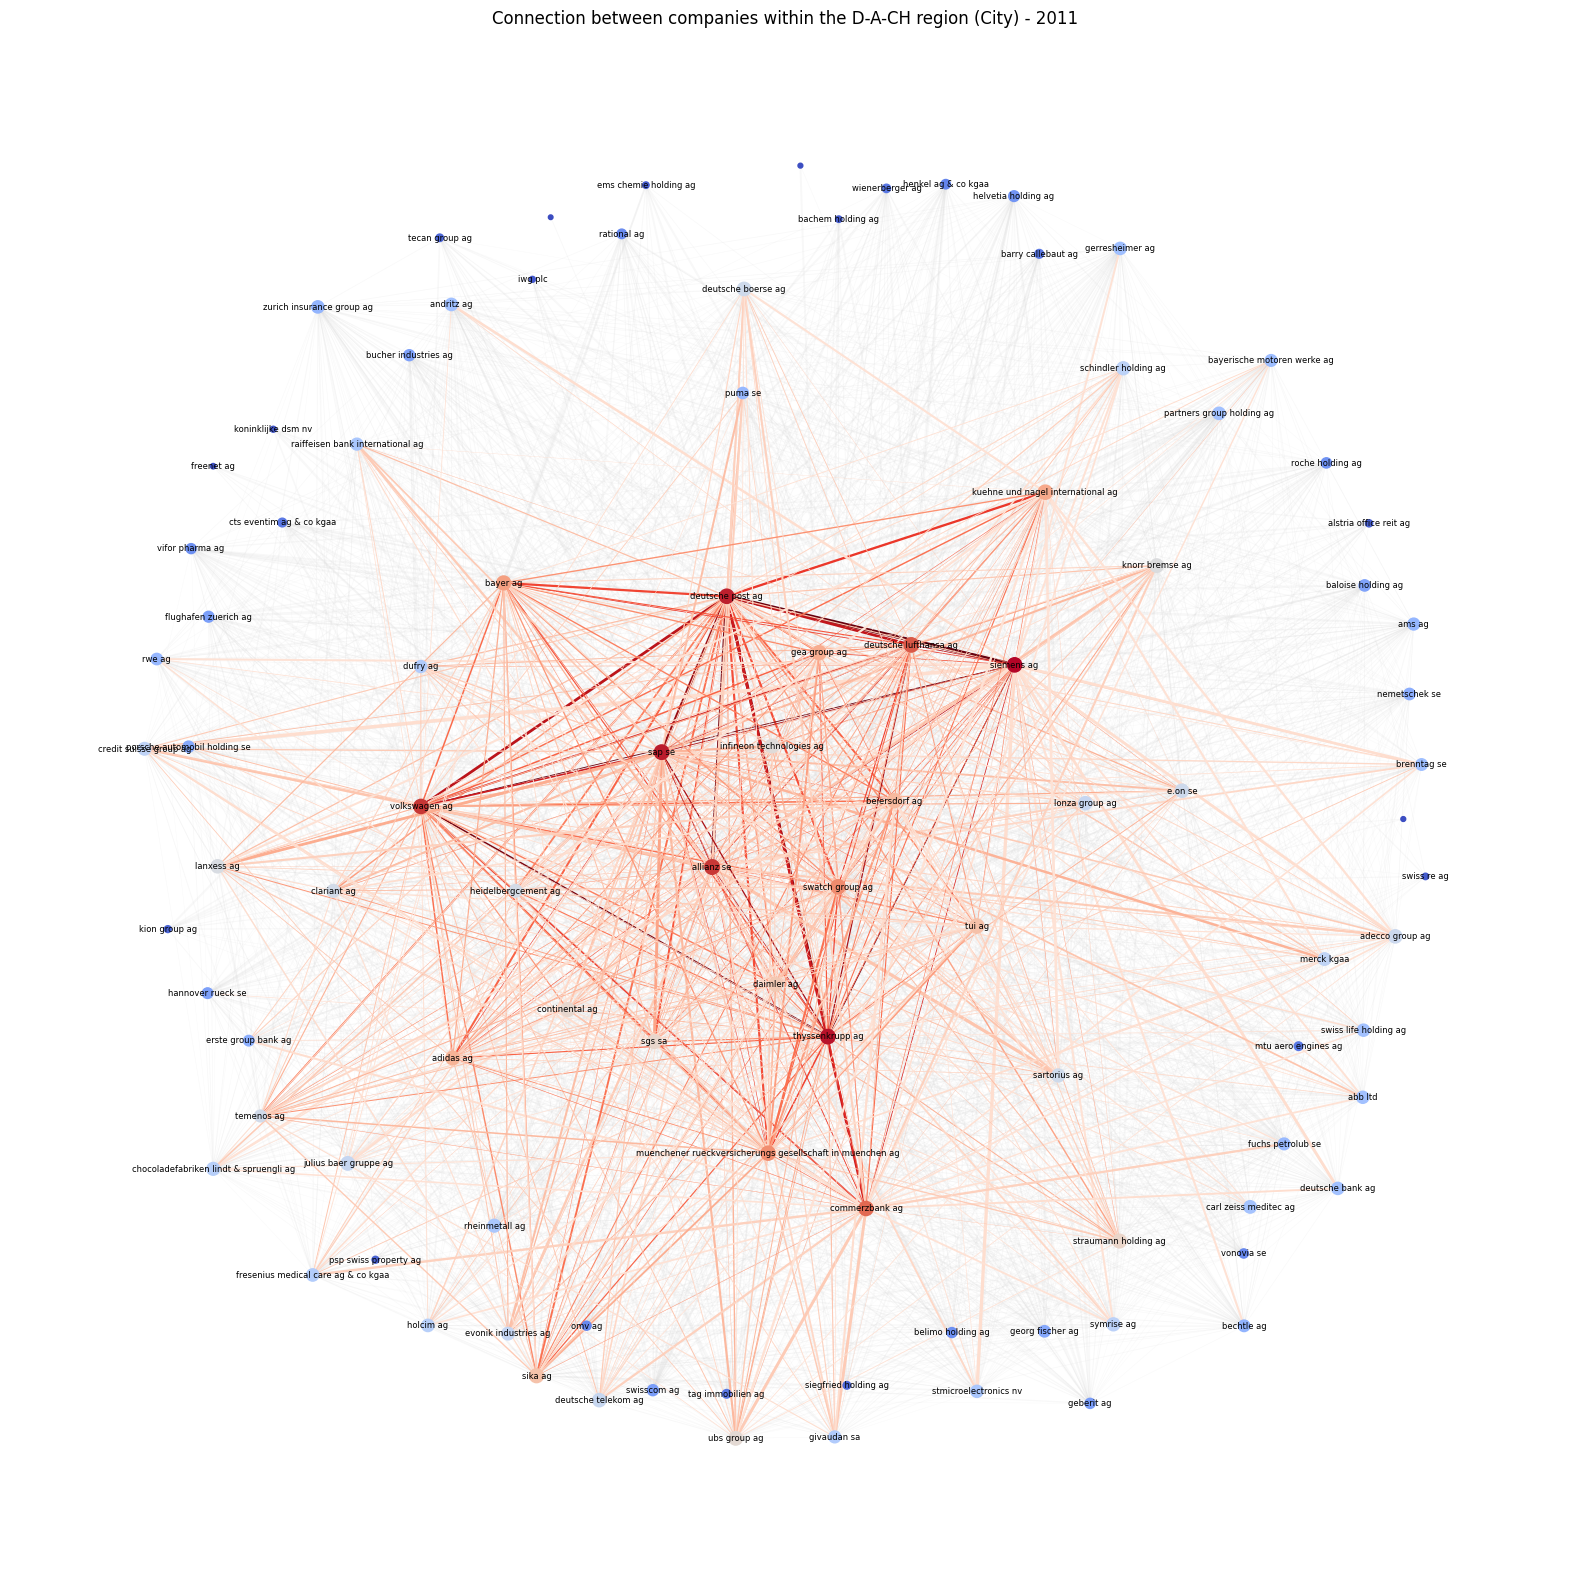 Connection between companies within the D-A-CH region (City) - 2011
ems chemie holding ag
wienerberger ag
henkel ag & co kgaa
helvetia holding ag
bachem holding ag
rational ag
tecan group ag
barry callebaut ag
gerresheimer ag
iwg plc
deutsche boerse ag
zurich insurance group ag
andritz ag
bucher industries ag
bayerische motoren werke ag
schindler holding ag
puma se
partners group holding ag
koninklijke dsm nv
raiffeisen bank international ag
freenet ag
roche holding ag
kuehne und nagel international ag
cts eventim ag & co kgaa
alstria office reit ag
vifor pharma ag
knorr bremse ag
bayer ag
baloise holding ag
deutsche post ag
flughafen zuerich ag
ams ag
deutsche lufthansa ag
gea group ag
rwe ag
dufry ag
siemens ag
nemetschek se
porsche automobil holding se
credit suisse group ag
infineon technologies ag
sap se
brenntag se
e.on se
volkswagen ag
beiersdorf ag
lonza group ag
lanxess ag
allianz se
swiss re ag
clariant ag
heidelbergcement ag
swatch group ag
tui ag
kion group ag
adecco group ag
merck kgaa
daimler ag
hannover rueck se
continental ag
swiss life holding ag
thyssenkrupp ag
erste group bank ag
sgs sa
mtu aero engines ag
adidas ag
sartorius ag
abb ltd
temenos ag
fuchs petrolub se
muenchener rueckversicherungs gesellschaft in muenchen ag
julius baer gruppe ag
chocoladefabriken lindt & spruengli ag
deutsche bank ag
commerzbank ag
carl zeiss meditec ag
rheinmetall ag
straumann holding ag
vonovia se
psp swiss property ag
fresenius medical care ag & co kgaa
holcim ag
omv ag
symrise ag
bechtle ag
evonik industries ag
belimo holding ag
georg fischer ag
sika ag
siegfried holding ag
swisscom ag
stmicroelectronics nv
tag immobilien ag
deutsche telekom ag
geberit ag
ubs group ag
givaudan sa